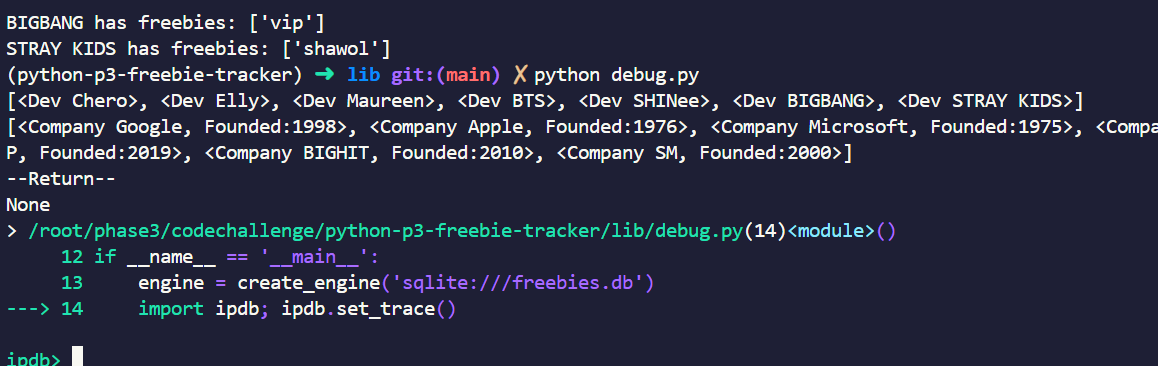 BIGBANG has freebies: ['vip']
STRAY KIDS has freebies: ['shawol']
(python-p3-freebie-tracker) ➜ lib git:(main) ✗ python debug.py
[<Dev Chero>, <Dev Elly>, <Dev Maureen>, <Dev BTS>, <Dev SHINee>, <Dev BIGBANG>, <Dev STRAY KIDS>]
[<Company Google, Founded:1998>, <Company Apple, Founded:1976>, <Company Microsoft, Founded:1975>, <Compa
P, Founded:2019>, <Company BIGHIT, Founded:2010>, <Company SM, Founded:2000>]
--Return--
None
> /root/phase3/codechallenge/python-p3-freebie-tracker/lib/debug.py(14)<module>()
12 if __name__ == '__main__':
13 engine = create_engine('sqlite:///freebies.db')
---> 14 import ipdb; ipdb.set_trace()
ipdb>